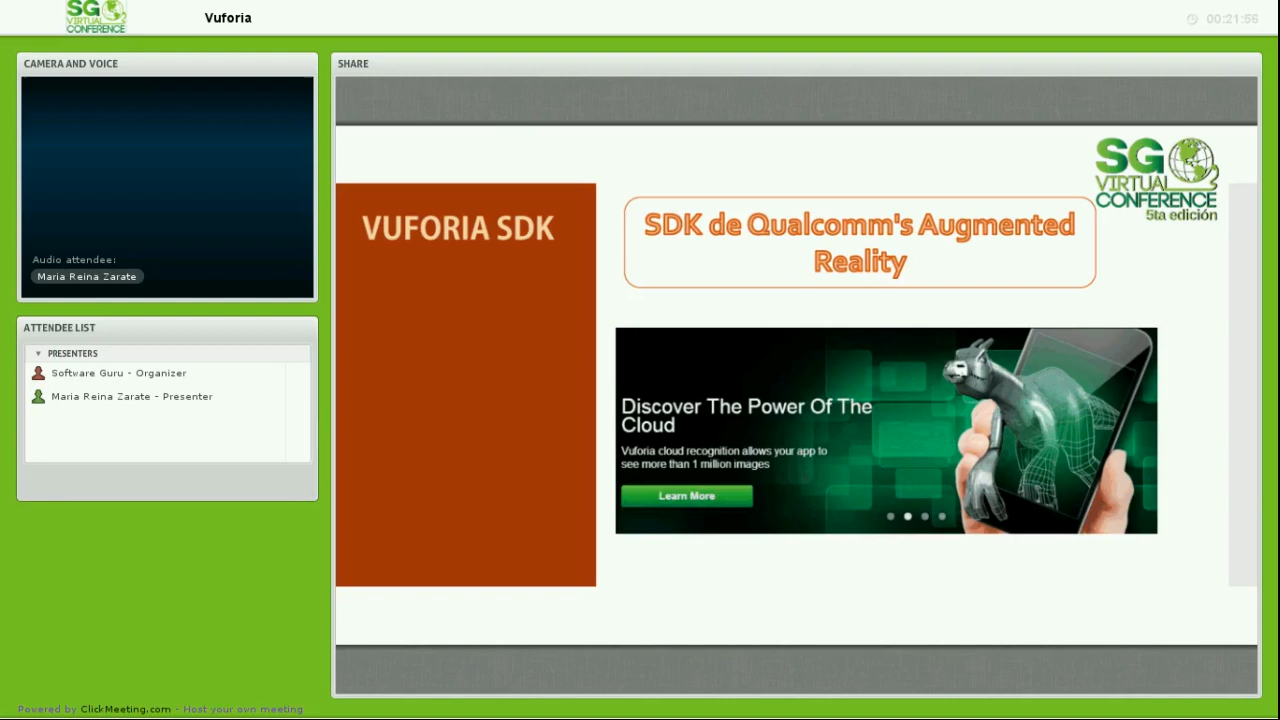 SG
VIRTUAL
CONFERENCE
Vuforia
00:21:56
CAMERA AND VOICE
Audio attendee:
Maria Reina Zarate
ATTENDEE LIST
PRESENTERS
Software Guru - Organizer
Maria Reina Zarate - Presenter
SHARE
SG
VIRTUAL
CONFERENCE
5ta edición
VUFORIA SDK
SDK de Qualcomm's Augmented
Reality
Discover The Power Of The
Cloud
Vuforia cloud recognition allows your app to
see more than 1 million images
Learn More
Powered by ClickMeeting.com - Host your own meeting